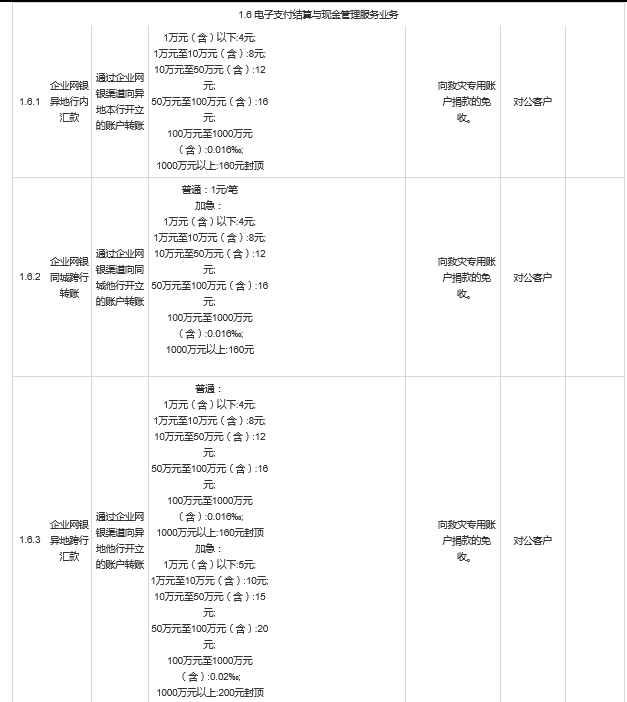 1.6 电子支付结算与现金管理服务业务
1.6.1
企业网银
异地行内
汇款
通过企业网
银渠道向异
地本行开立
的账户转账
1万元（含）以下:4元;
1万元至10万元（含）:8元;
10万元至50万元（含）:12
元;
50万元至100万元（含）:16
元;
100万元至1000万元
（含）:0.016‰;
1000万元以上:160元封顶
向救灾专用账
户捐款的免
收。
对公客户
1.6.2
企业网银
同城跨行
转账
通过企业网
银渠道向同
城他行开立
的账户转账
普通：1元/笔
加急：
1万元（含）以下:4元;
1万元至10万元（含）:8元;
10万元至50万元（含）:12
元;
50万元至100万元（含）:16
元;
100万元至1000万元
（含）:0.016‰;
1000万元以上:160元
向救灾专用账
户捐款的免
收。
对公客户
1.6.3
企业网银
异地跨行
汇款
通过企业网
银渠道向异
地他行开立
的账户转账
普通：
1万元（含）以下:4元;
1万元至10万元（含）:8元;
10万元至50万元（含）:12
元;
50万元至100万元（含）:16
元;
100万元至1000万元
（含）:0.016‰;
1000万元以上:160元封顶
加急：
1万元（含）以下:5元;
1万元至10万元（含）:10元;
10万元至50万元（含）:15
元;
50万元至100万元（含）:20
元;
100万元至1000万元
（含）:0.02‰;
1000万元以上:200元封顶
向救灾专用账
户捐款的免
收。
对公客户